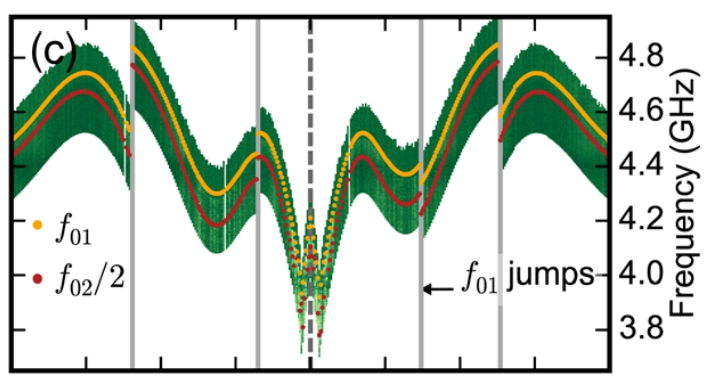 (c)
4.8
4.6
4.4
4.2
4.0
3.8
Frequency (GHz)
f₀₁
f₀₂/2
f₀₁ jumps